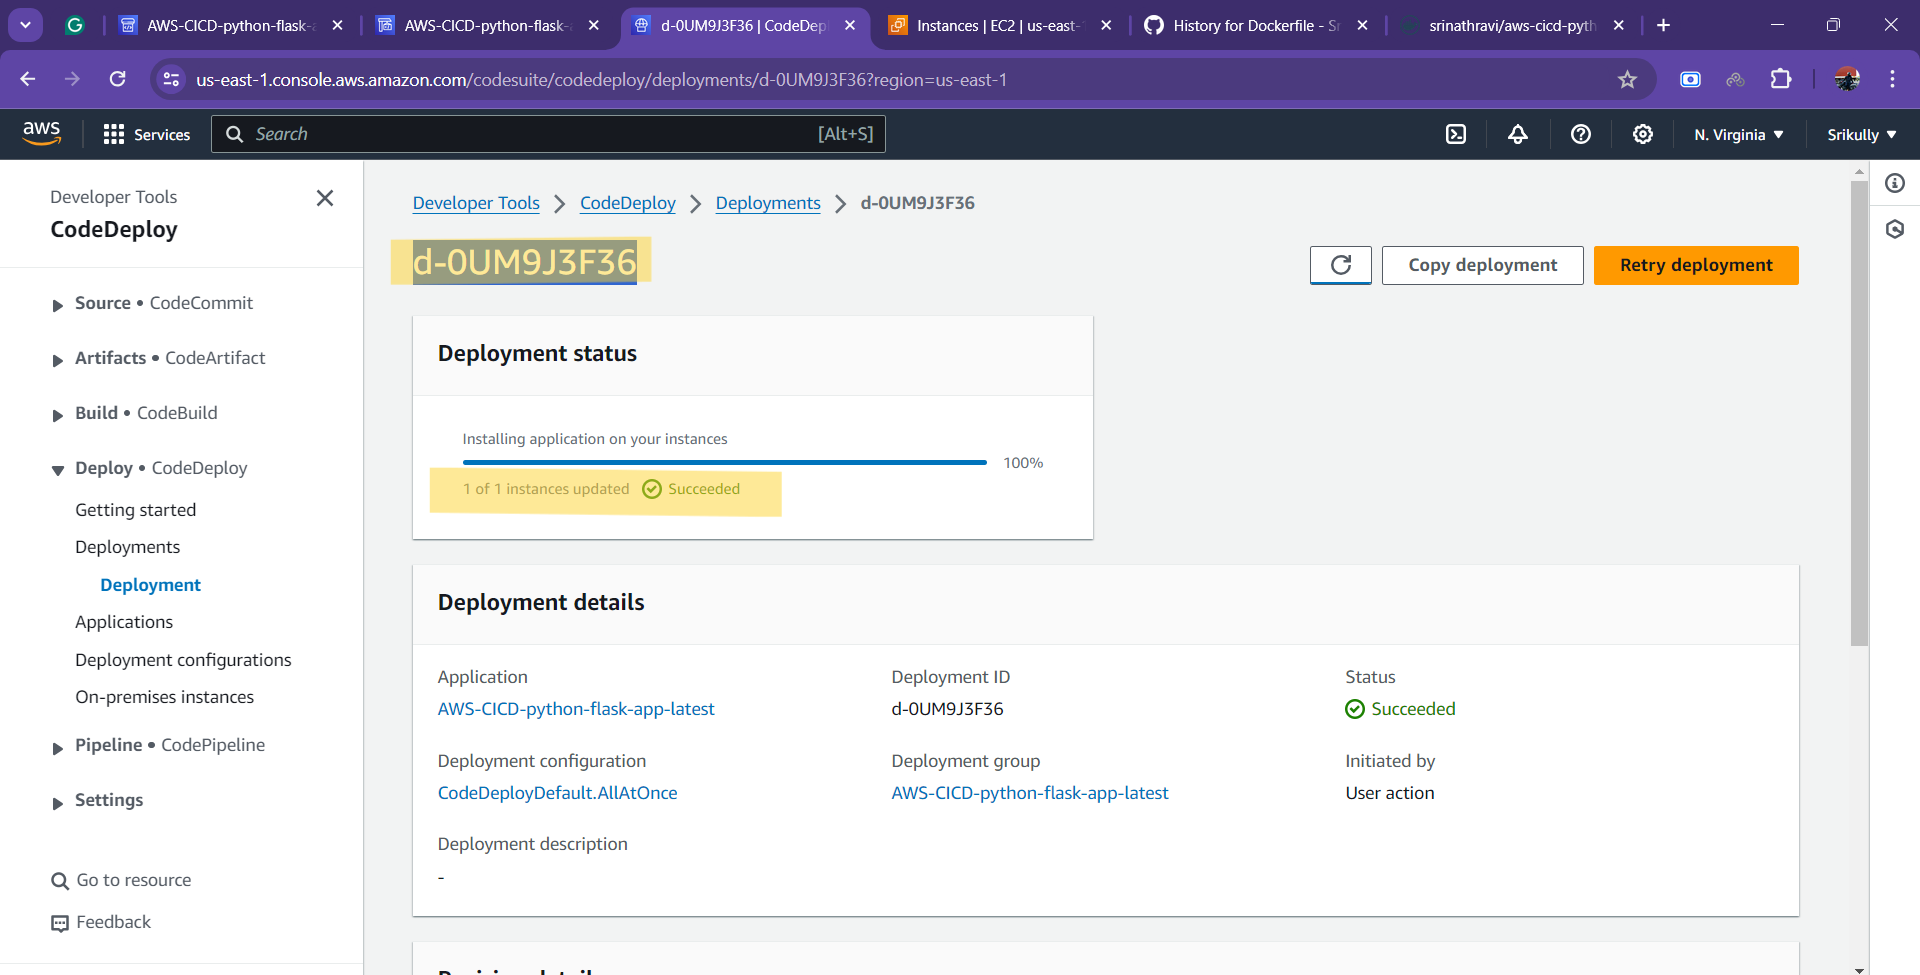 AWS-CICD-python-flask-a
AWS-CICD-python-flask-
d-0UM9J3F36 | CodeDepl
Instances | EC2 | us-east-
History for Dockerfile - Sr
srinathravi/aws-cicd-pyth
us-east-1.console.aws.amazon.com/codesuite/codedeploy/deployments/d-0UM9J3F36?region=us-east-1
aws
Services
Search
[Alt+S]
N. Virginia
Srikully
Developer Tools
CodeDeploy
Source • CodeCommit
Artifacts • CodeArtifact
Build • CodeBuild
Deploy • CodeDeploy
Getting started
Deployments
Deployment
Applications
Deployment configurations
On-premises instances
Pipeline • CodePipeline
Settings
Go to resource
Feedback
Developer Tools
CodeDeploy
Deployments
d-0UM9J3F36
d-0UM9J3F36
Copy deployment
Retry deployment
Deployment status
Installing application on your instances
100%
1 of 1 instances updated
Succeeded
Deployment details
Application
AWS-CICD-python-flask-app-latest
Deployment ID
d-0UM9J3F36
Status
Succeeded
Deployment configuration
CodeDeployDefault.AllAtOnce
Deployment group
AWS-CICD-python-flask-app-latest
Initiated by
User action
Deployment description
-